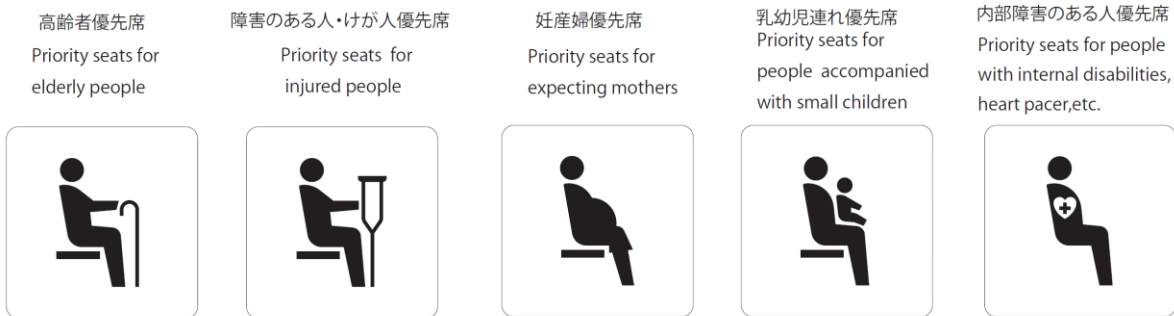 高齢者優先席
Priority seats for
elderly people
障害のある人・けが人優先席
Priority seats for
injured people
妊産婦優先席
Priority seats for
expecting mothers
乳幼児連れ優先席
Priority seats for
people accompanied
with small children
内部障害のある人優先席
Priority seats for people
with internal disabilities,
heart pacer,etc.